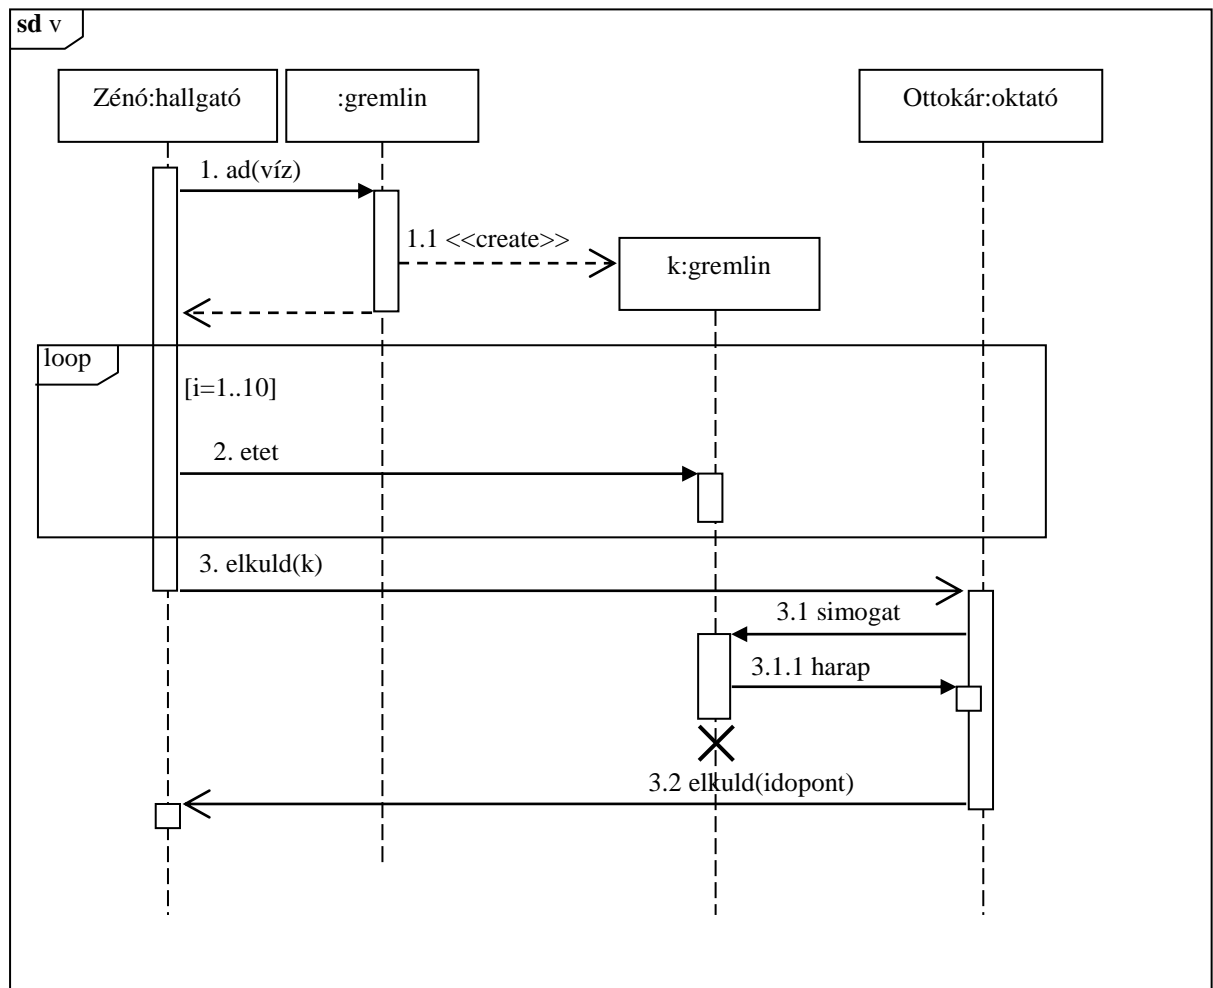 sd v
Zénó:hallgató
:gremlin
Ottokár:oktató
1. ad(víz)
1.1 <<create>>
k:gremlin
loop
[i=1..10]
2. etet
3. elkuld(k)
3.1 simogat
3.1.1 harap
3.2 elkuld(idopont)